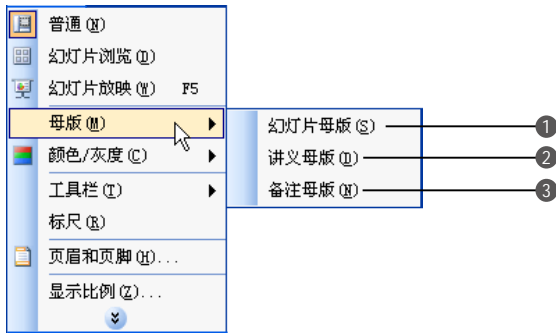 普通(N)
幻灯片浏览(D)
幻灯片放映(W) F5
母版(M)
颜色/灰度(C)
工具栏(T)
标尺(R)
页眉和页脚(H)...
显示比例(Z)...
幻灯片母版(S) 1
讲义母版(D) 2
备注母版(N) 3